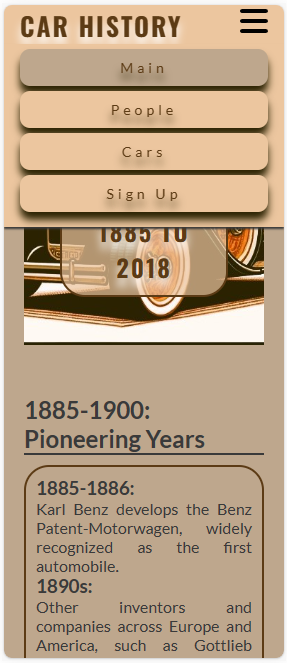 CAR HISTORY
Main
People
Cars
Sign Up
1885 TO
2018
1885-1900:
Pioneering Years
1885-1886:
Karl Benz develops the Benz
Patent-Motorwagen, widely
recognized as the first
automobile.
1890s:
Other inventors and
companies across Europe and
America, such as Gottlieb